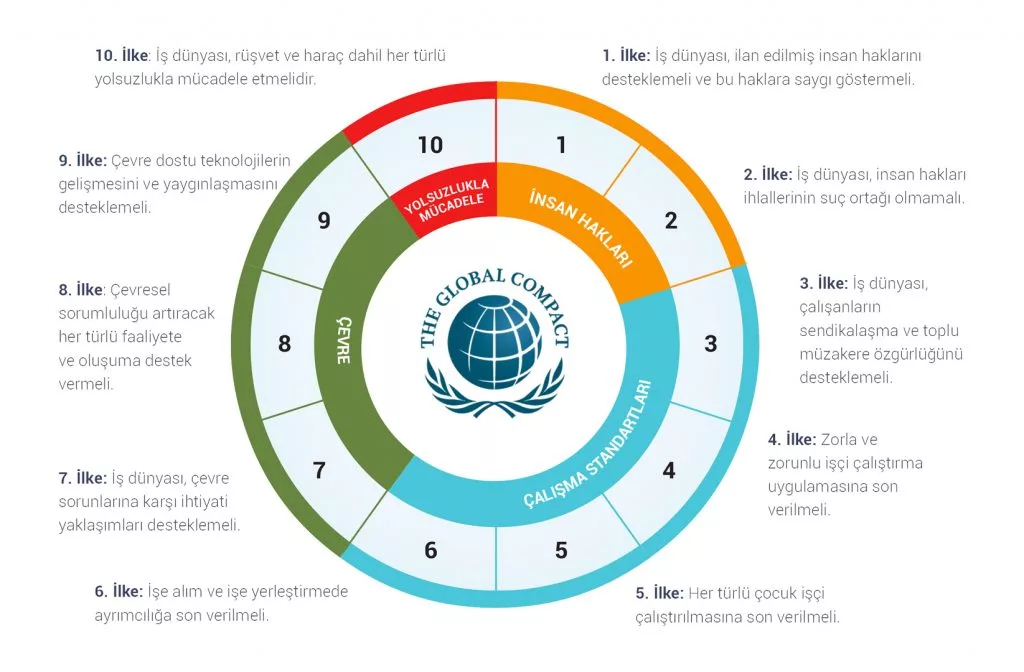 10. İlke: İş dünyası, rüşvet ve haraç dahil her türlü
yolsuzlukla mücadele etmelidir.
1. İlke: İş dünyası, ilan edilmiş insan haklarını
desteklemeli ve bu haklara saygı göstermeli.
9. İlke: Çevre dostu teknolojilerin
gelişmesini ve yaygınlaşmasını
desteklemeli.
2. İlke: İş dünyası, insan hakları
ihlallerinin suç ortağı olmamalı.
8. İlke: Çevresel
sorumluluğu artıracak
her türlü faaliyete
ve oluşuma destek
vermeli.
3. İlke: İş dünyası,
çalışanların
sendikalaşma ve toplu
müzakere özgürlüğünü
desteklemeli.
7. İlke: İş dünyası, çevre
sorunlarına karşı ihtiyati
yaklaşımları desteklemeli.
4. İlke: Zorla ve
zorunlu işçi çalıştırma
uygulamasına son
verilmeli.
6. İlke: İşe alım ve işe yerleştirmede
ayrımcılığa son verilmeli.
5. İlke: Her türlü çocuk işçi
çalıştırılmasına son verilmeli.
10
1
2
3
4
5
6
7
8
9
YOLSUZLUKLA
MÜCADELE
İNSAN HAKLARI
ÇALIŞMA STANDARTLARI
ÇEVRE
THE GLOBAL COMPACT